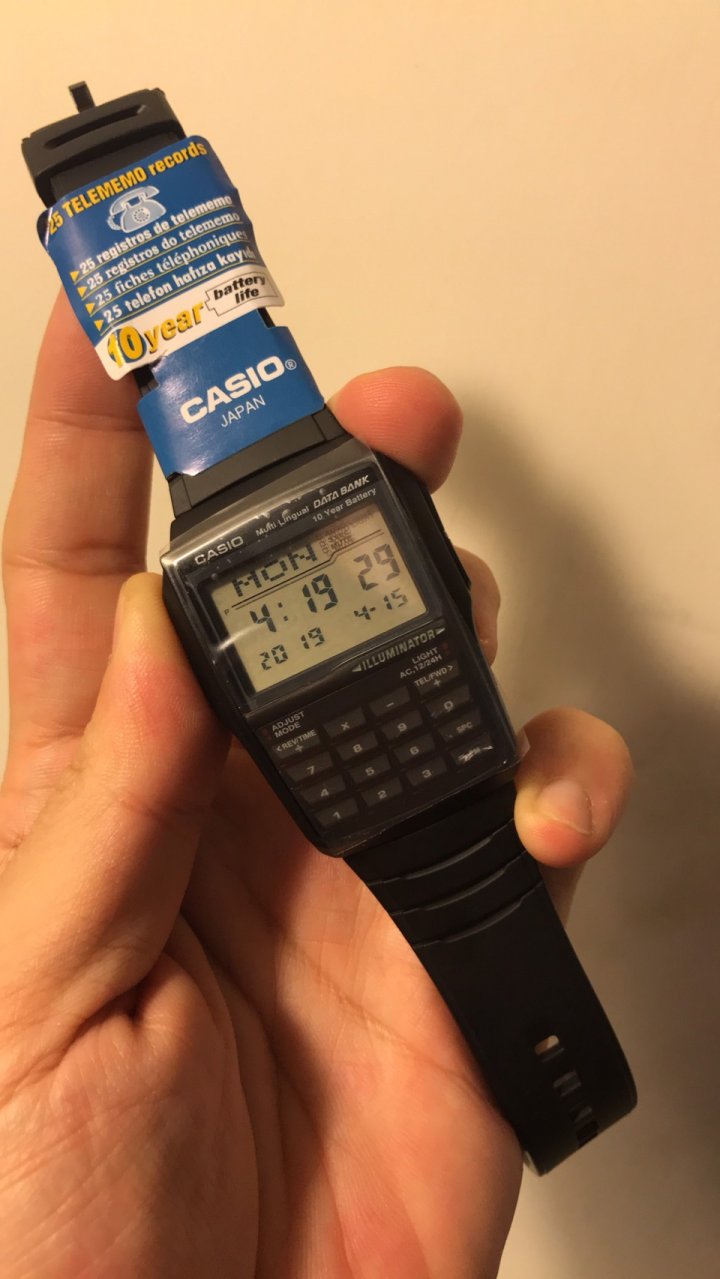 25 TELEMEMO records
25 registros de telememo
25 registros do telememo
25 fiches téléphoniques
25 telefon hafıza
10 year battery life
CASIO®
JAPAN
Multi Lingual DATA BANK
CASIO 10 Year Battery
MON
P 4:19 29
2019 4-15
◀ILLUMINATOR▶
LIGHT
AC,12/24H
ADJUST
MODE
TEL/FWD>
<REV/TIME × − +
÷ 9 0
7 8 6 . SPC
4 5 3
1 2